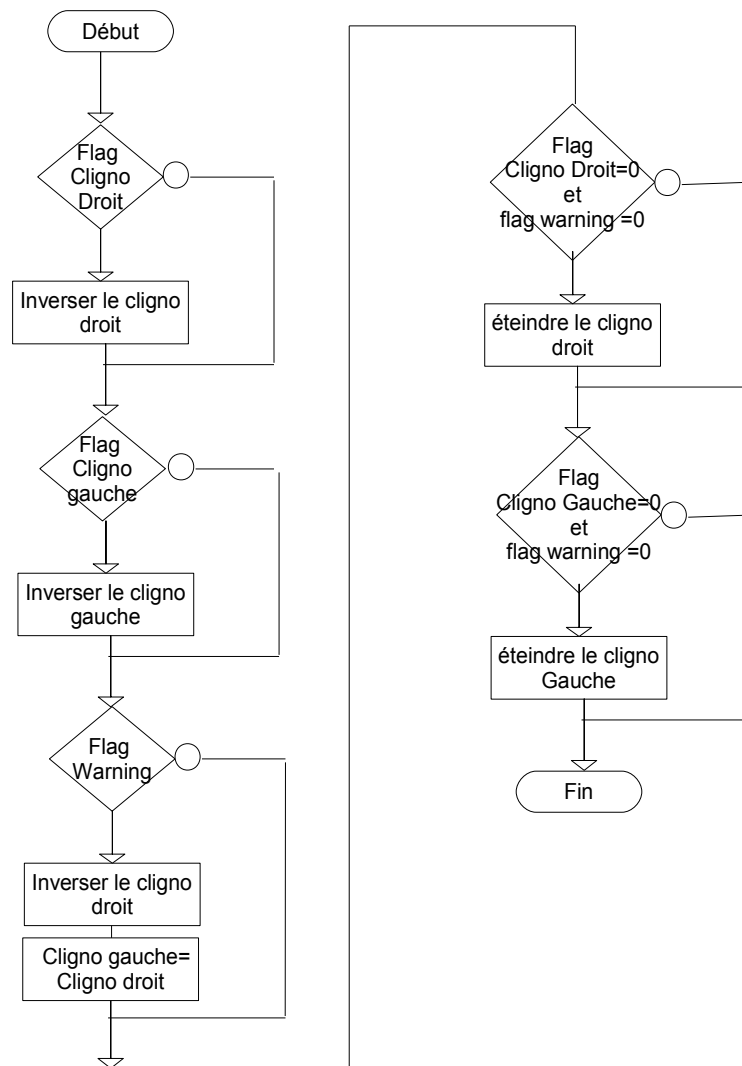 Début
Flag
Cligno
Droit
Inverser le cligno
droit
Flag
Cligno
gauche
Inverser le cligno
gauche
Flag
Warning
Inverser le cligno
droit
Cligno gauche=
Cligno droit
Flag
Cligno Droit=0
et
flag warning =0
éteindre le cligno
droit
Flag
Cligno Gauche=0
et
flag warning =0
éteindre le cligno
Gauche
Fin